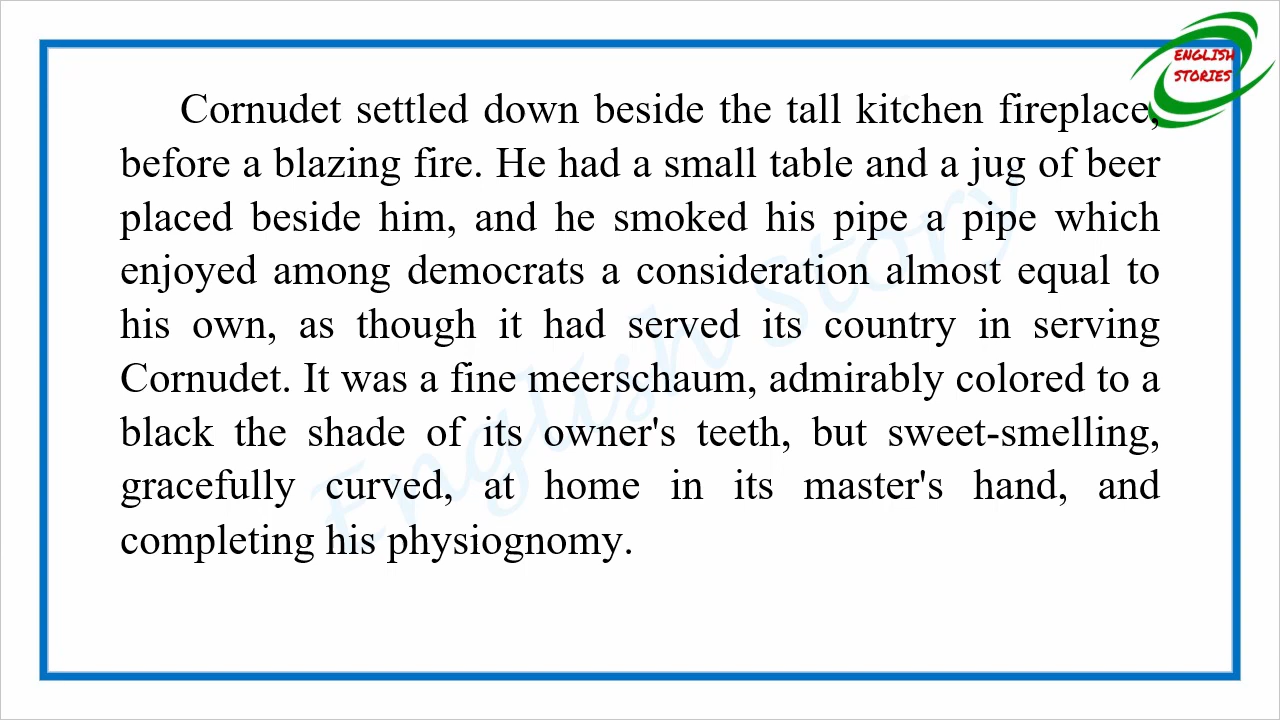 ENGLISH
STORIES
Cornudet settled down beside the tall kitchen fireplace,
before a blazing fire. He had a small table and a jug of beer
placed beside him, and he smoked his pipe a pipe which
enjoyed among democrats a consideration almost equal to
his own, as though it had served its country in serving
Cornudet. It was a fine meerschaum, admirably colored to a
black the shade of its owner's teeth, but sweet-smelling,
gracefully curved, at home in its master's hand, and
completing his physiognomy.
English Story